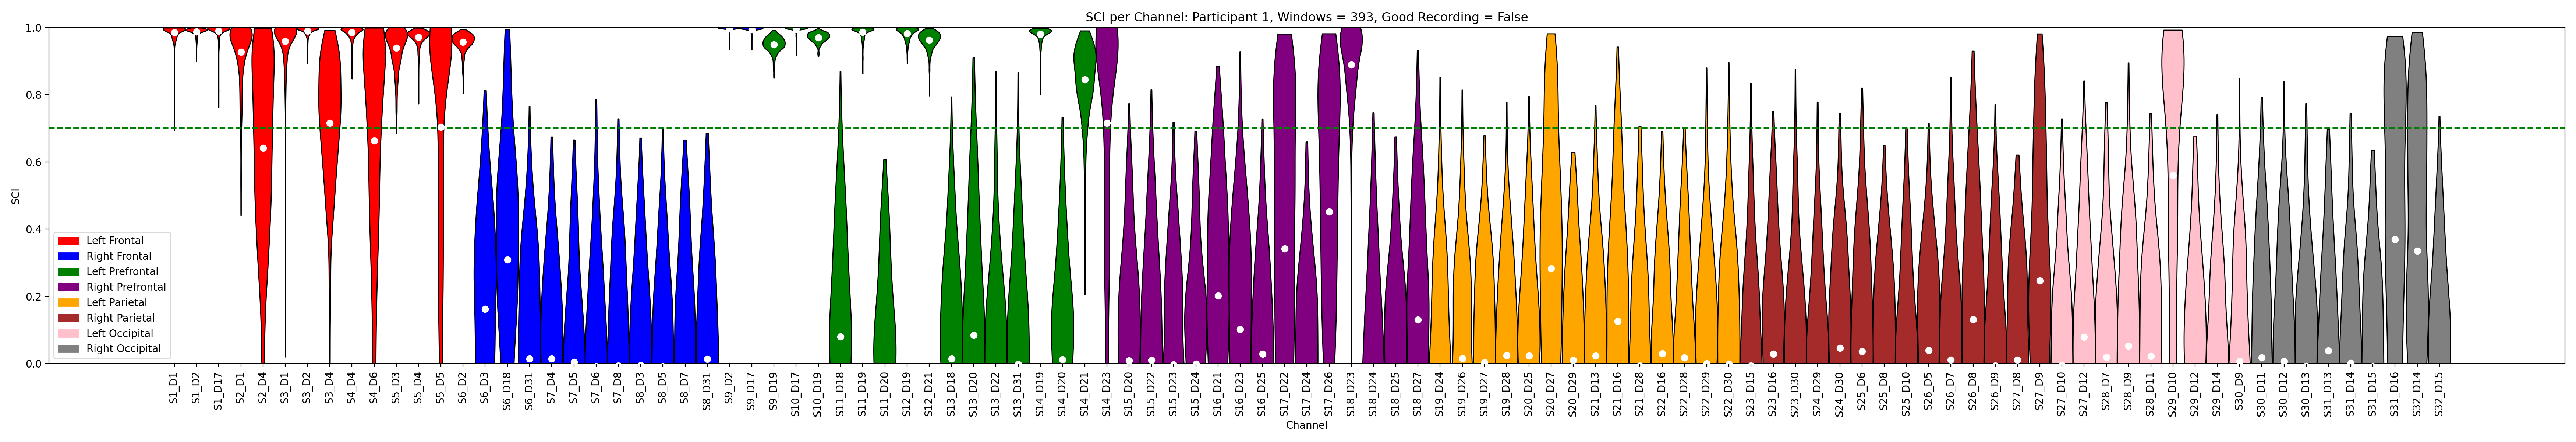 SCI per Channel: Participant 1, Windows = 393, Good Recording = False
1.0
0.8
0.6
0.4
0.2
0.0
SCI
Left Frontal
Right Frontal
Left Prefrontal
Right Prefrontal
Left Parietal
Right Parietal
Left Occipital
Right Occipital
S1_D1
S1_D2
S1_D17
S2_D1
S2_D4
S3_D1
S3_D2
S3_D4
S4_D4
S4_D6
S5_D3
S5_D4
S5_D5
S6_D2
S6_D3
S6_D18
S6_D31
S7_D4
S7_D5
S7_D6
S7_D8
S8_D3
S8_D5
S8_D7
S8_D31
S9_D2
S9_D17
S9_D19
S10_D17
S10_D19
S11_D18
S11_D19
S11_D20
S12_D19
S12_D21
S13_D18
S13_D20
S13_D22
S13_D31
S14_D19
S14_D20
S14_D21
S14_D23
S15_D20
S15_D22
S15_D23
S15_D24
S16_D21
S16_D23
S16_D25
S17_D22
S17_D24
S17_D26
S18_D23
S18_D24
S18_D25
S18_D27
S19_D24
S19_D26
S19_D27
S19_D28
S20_D25
S20_D27
S20_D29
S21_D13
S21_D16
S21_D28
S22_D16
S22_D28
S22_D29
S22_D30
S23_D15
S23_D16
S23_D30
S24_D29
S24_D30
S25_D6
S25_D8
S25_D10
S26_D5
S26_D7
S26_D8
S26_D9
S27_D8
S27_D9
S27_D10
S27_D12
S28_D7
S28_D9
S28_D11
S29_D10
S29_D12
S29_D14
S30_D9
S30_D11
S30_D12
S30_D13
S31_D13
S31_D14
S31_D15
S31_D16
S32_D14
S32_D15
Channel